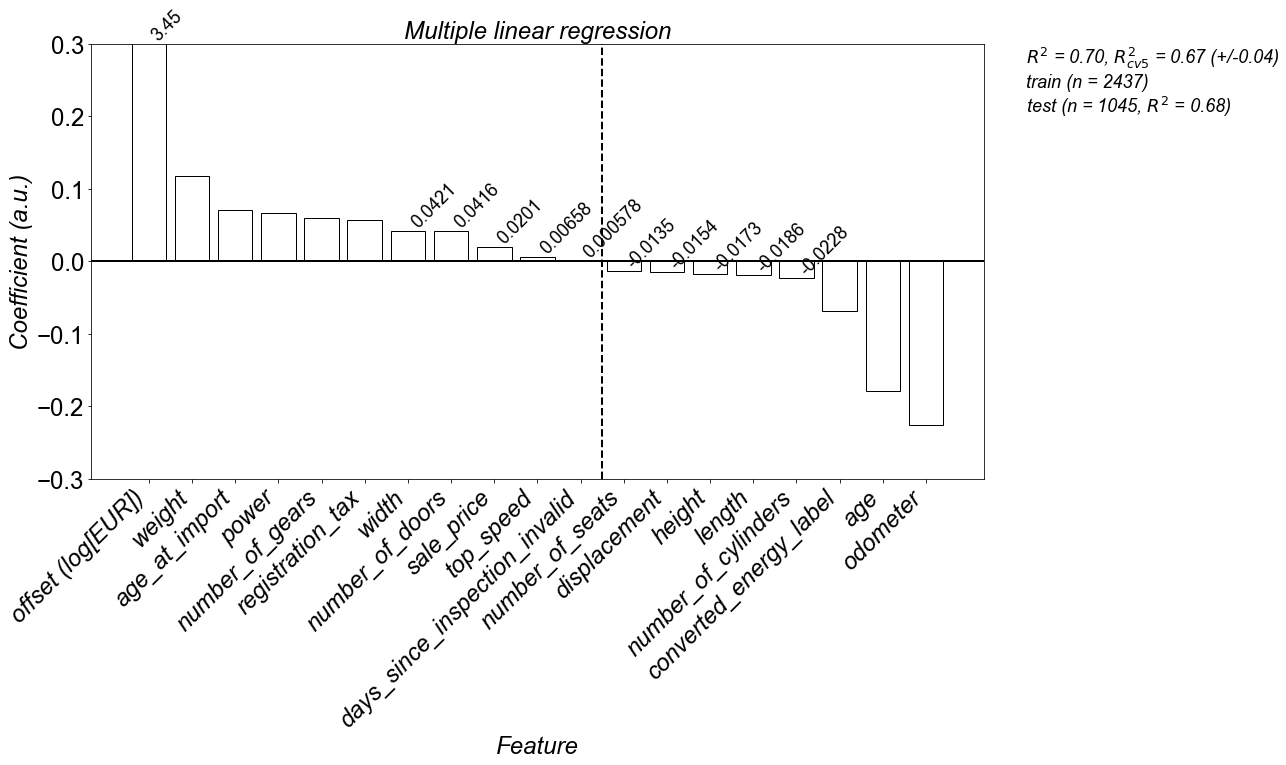 Multiple linear regression
R² = 0.70, R²cv5 = 0.67 (+/-0.04)
train (n = 2437)
test (n = 1045, R² = 0.68)
Coefficient (a.u.)
0.3
0.2
0.1
0.0
−0.1
−0.2
−0.3
3.45
0.0421
0.0416
0.0201
0.00658
0.000578
-0.0135
-0.0154
-0.0173
-0.0186
-0.0228
offset (log[EUR])
weight
age_at_import
power
number_of_gears
registration_tax
width
number_of_doors
sale_price
top_speed
days_since_inspection_invalid
number_of_seats
displacement
height
length
number_of_cylinders
converted_energy_label
age
odometer
Feature